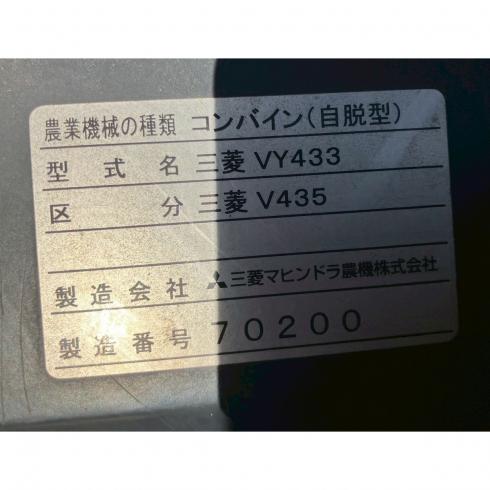 農業機械の種類 コンバイン(自脱型)
型式名 三菱 VY433
区分 三菱 V435
製造会社 三菱マヒンドラ農機株式会社
製造番号 70200